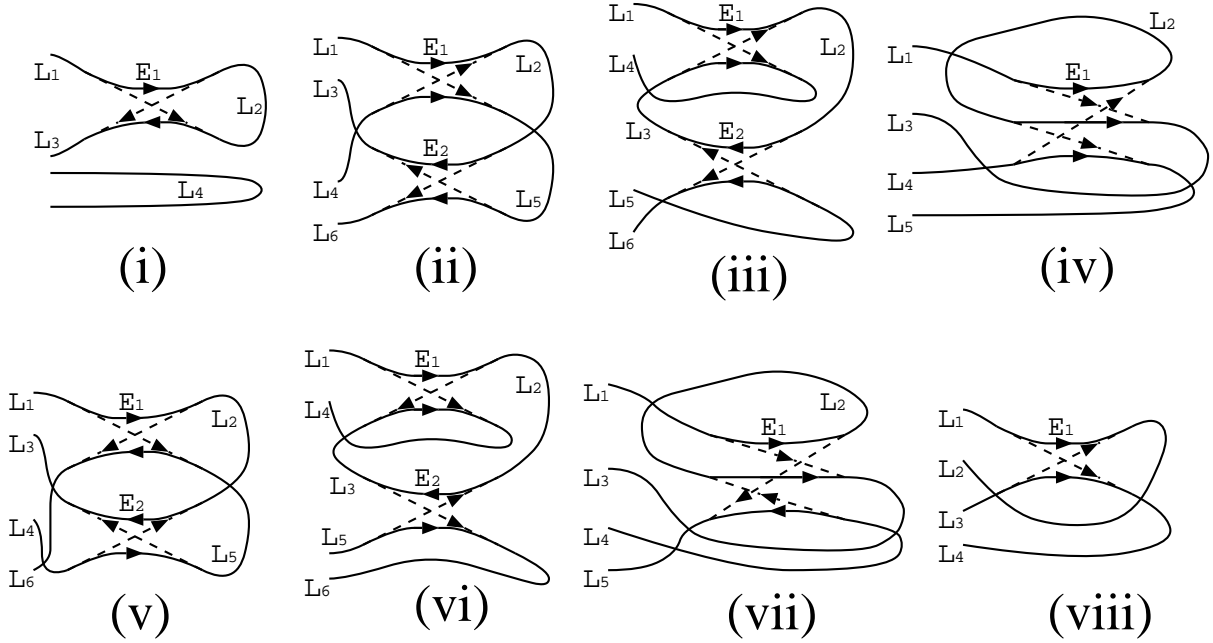 L1 E1 L2 L3 L4
(i)
L1 E1 L2 L3 E2 L4 L5 L6
(ii)
L1 E1 L2 L4 L3 E2 L5 L6
(iii)
L2 L1 E1 L3 L4 L5
(iv)
L1 E1 L2 L3 E2 L4 L5 L6
(v)
L1 E1 L2 L4 E2 L3 L5 L6
(vi)
L1 L2 E1 L3 L4 L5
(vii)
L1 E1 L2 L3 L4
(viii)